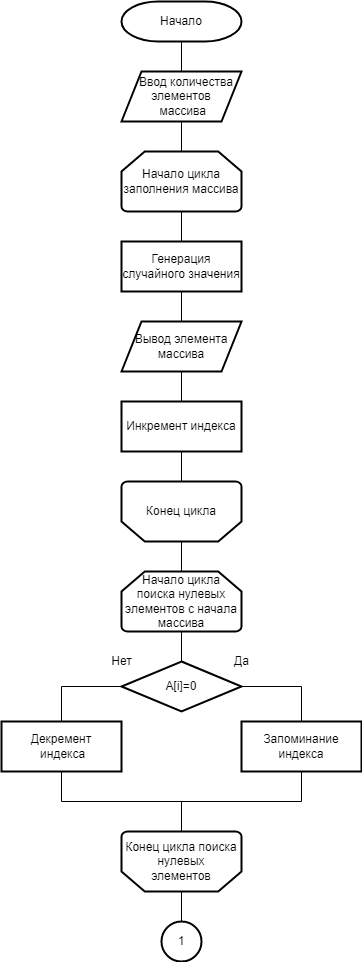 Начало
Ввод количества
элементов
массива
Начало цикла
заполнения массива
Генерация
случайного значения
Вывод элемента
массива
Инкремент индекса
Конец цикла
Начало цикла
поиска нулевых
элементов с начала
массива
Нет
Да
A[i]=0
Декремент
индекса
Запоминание
индекса
Конец цикла поиска
нулевых
элементов
1